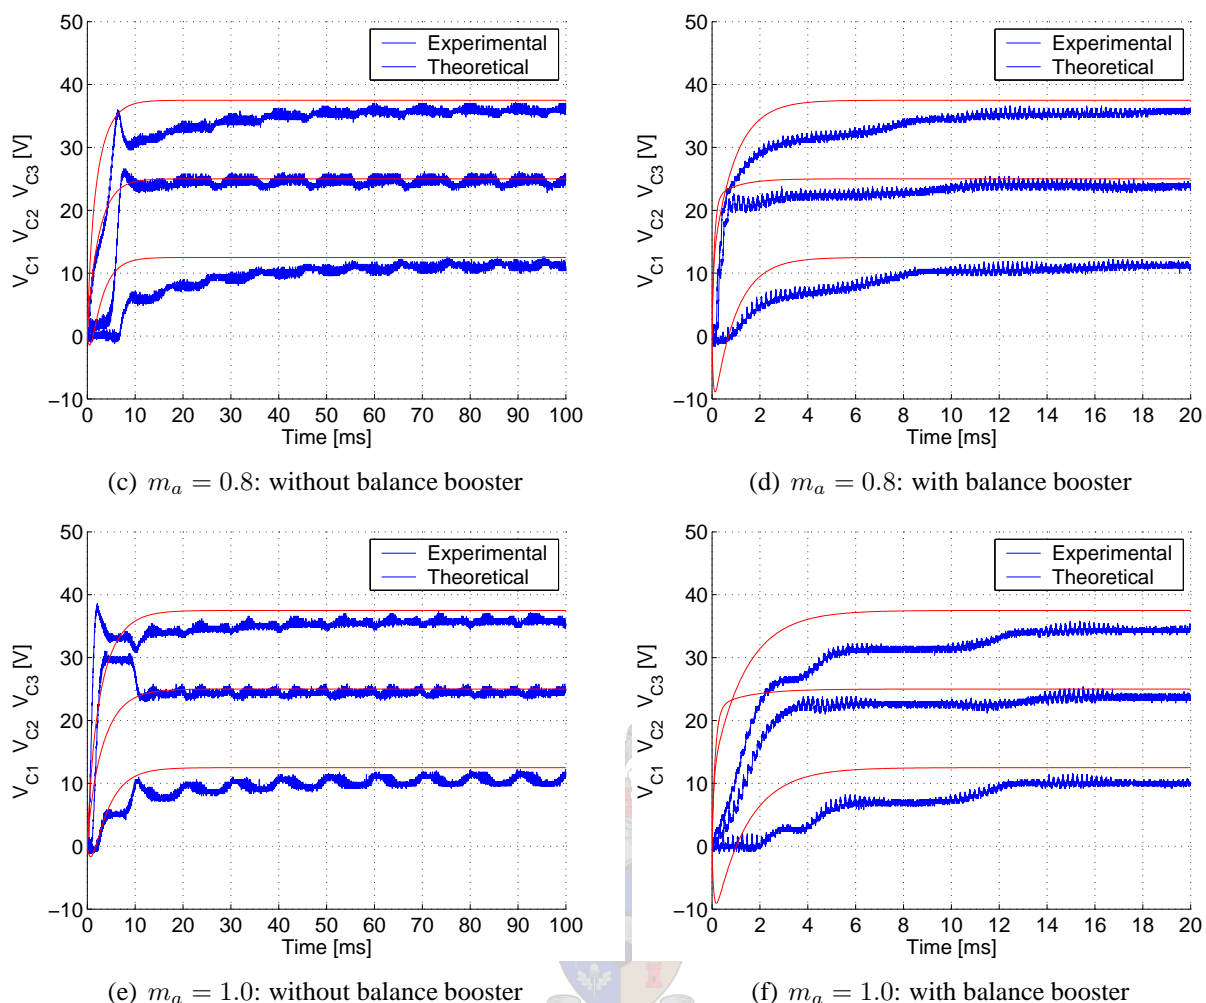 50
40
30
20
10
0
−10
V_C1 V_C2 V_C3 [V]
Experimental
Theoretical
0 10 20 30 40 50 60 70 80 90 100
Time [ms]
(c) m_a = 0.8: without balance booster
50
40
30
20
10
0
−10
V_C1 V_C2 V_C3 [V]
Experimental
Theoretical
0 2 4 6 8 10 12 14 16 18 20
Time [ms]
(d) m_a = 0.8: with balance booster
50
40
30
20
10
0
−10
V_C1 V_C2 V_C3 [V]
Experimental
Theoretical
0 10 20 30 40 50 60 70 80 90 100
Time [ms]
(e) m_a = 1.0: without balance booster
50
40
30
20
10
0
−10
V_C1 V_C2 V_C3 [V]
Experimental
Theoretical
0 2 4 6 8 10 12 14 16 18 20
Time [ms]
(f) m_a = 1.0: with balance booster